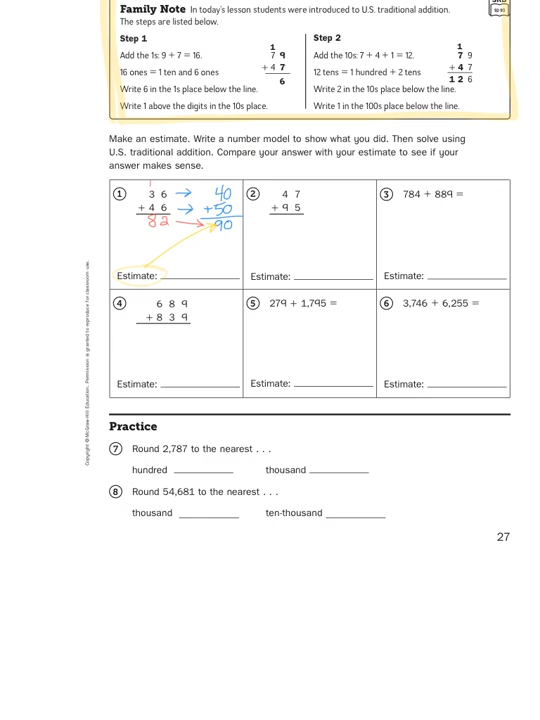 SRB
92-93
Family Note In today's lesson students were introduced to U.S. traditional addition.
The steps are listed below.
Step 1
Add the 1s: 9 + 7 = 16.
16 ones = 1 ten and 6 ones
Write 6 in the 1s place below the line.
Write 1 above the digits in the 10s place.
1
7 9
+ 4 7
6
Step 2
Add the 10s: 7 + 4 + 1 = 12.
12 tens = 1 hundred + 2 tens
Write 2 in the 10s place below the line.
Write 1 in the 100s place below the line.
1
7 9
+ 4 7
1 2 6
Make an estimate. Write a number model to show what you did. Then solve using
U.S. traditional addition. Compare your answer with your estimate to see if your
answer makes sense.
1
1
3 6 → 40
+ 4 6 → +50
82 → 90
Estimate:
2
4 7
+ 9 5
Estimate:
3 784 + 889 =
Estimate:
4
6 8 9
+ 8 3 9
Estimate:
5 279 + 1,795 =
Estimate:
6 3,746 + 6,255 =
Estimate:
Practice
7 Round 2,787 to the nearest . . .
hundred thousand
8 Round 54,681 to the nearest . . .
thousand ten-thousand
27
Copyright © McGraw-Hill Education. Permission is granted to reproduce for classroom use.